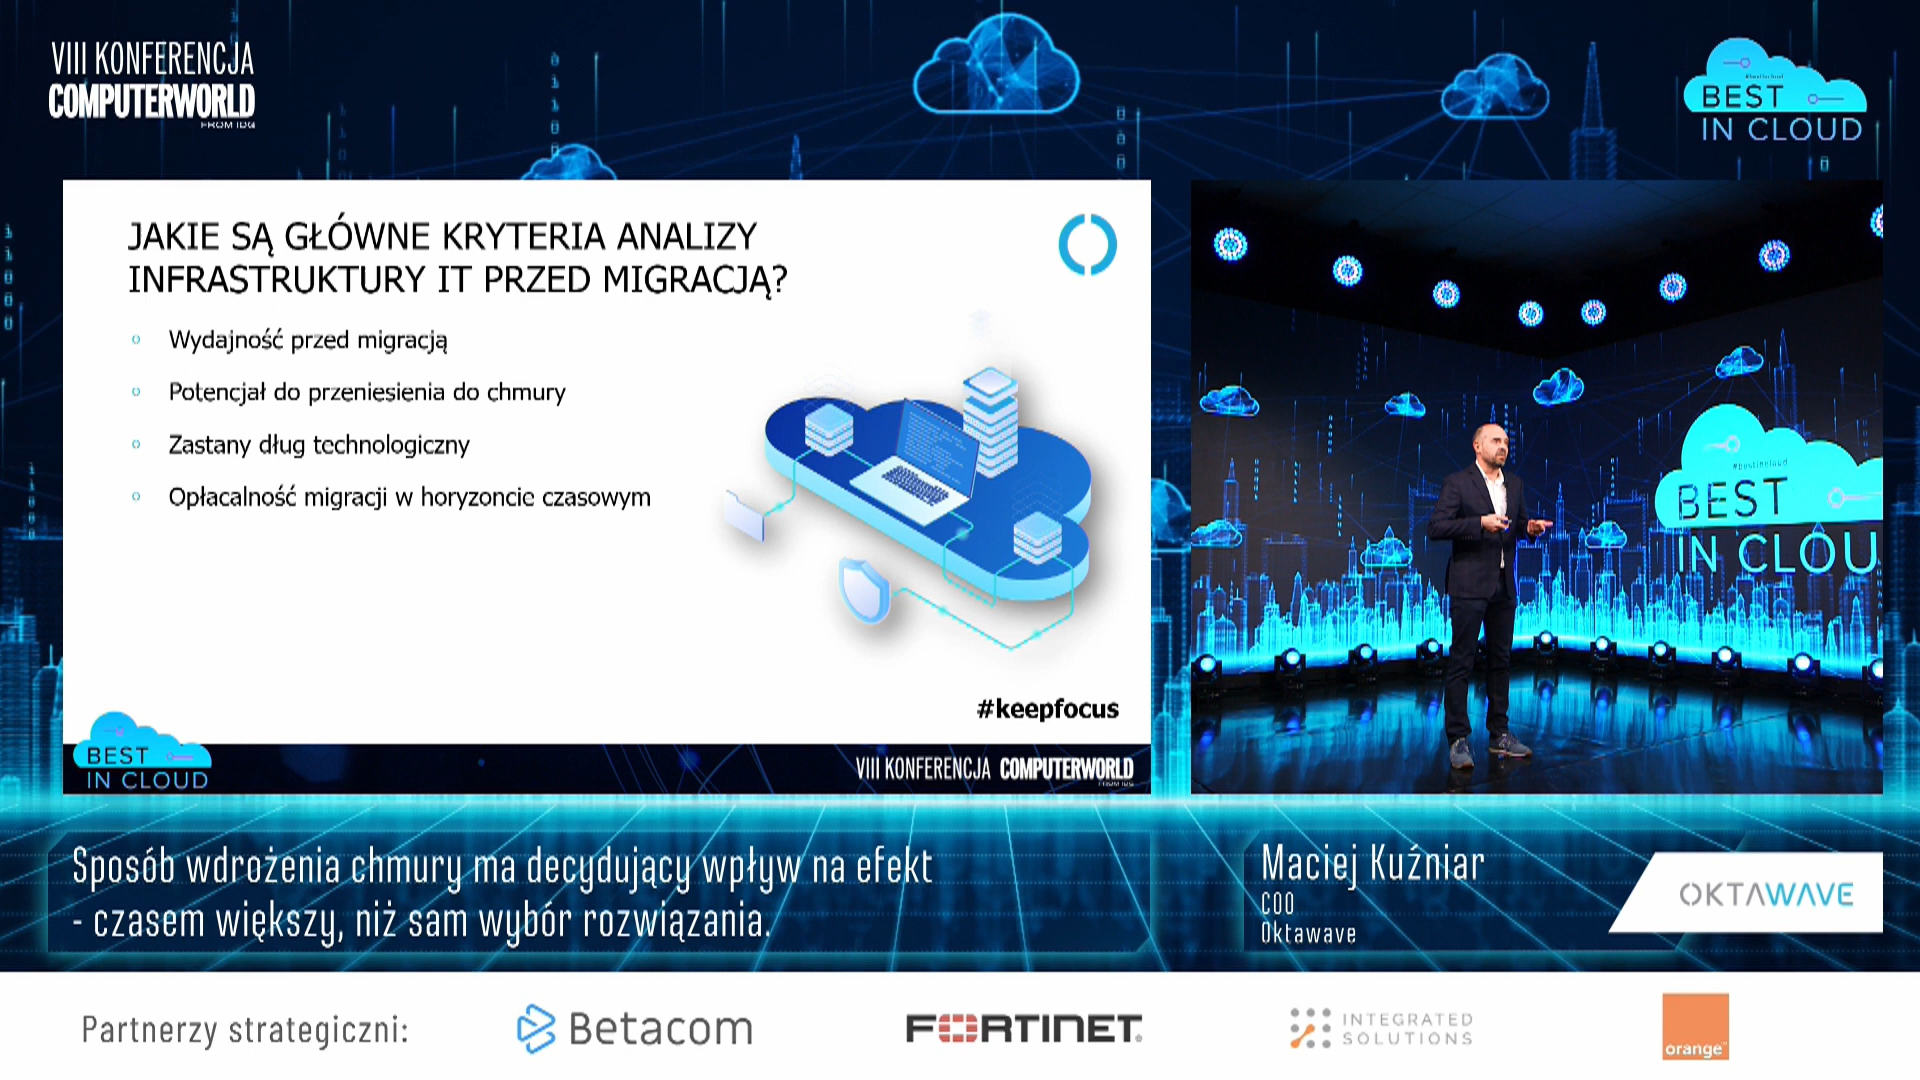 VIII KONFERENCJA
COMPUTERWORLD
FROM IDG
BEST
IN CLOUD
JAKIE SĄ GŁÓWNE KRYTERIA ANALIZY
INFRASTRUKTURY IT PRZED MIGRACJĄ?
Wydajność przed migracją
Potencjał do przeniesienia do chmury
Zastany dług technologiczny
Opłacalność migracji w horyzoncie czasowym
#keepfocus
BEST
IN CLOUD
VIII KONFERENCJA COMPUTERWORLD
FROM IDG
#bestincloud
BEST
IN CLOU
Sposób wdrożenia chmury ma decydujący wpływ na efekt
- czasem większy, niż sam wybór rozwiązania.
Maciej Kuźniar
COO
Oktawave
OKTAWAVE
Partnerzy strategiczni:
Betacom
FORTINET
INTEGRATED
SOLUTIONS
orange